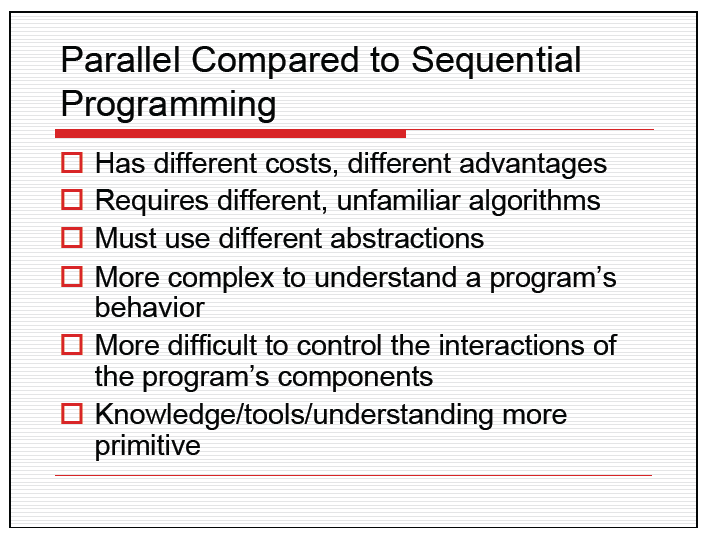 Parallel Compared to Sequential
Programming
Has different costs, different advantages
Requires different, unfamiliar algorithms
Must use different abstractions
More complex to understand a program’s
behavior
More difficult to control the interactions of
the program’s components
Knowledge/tools/understanding more
primitive